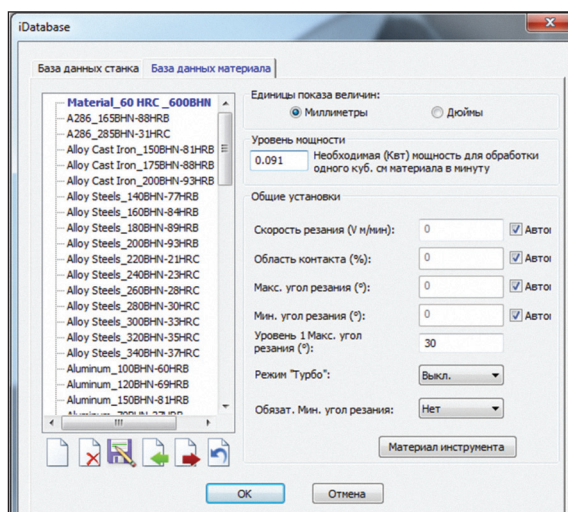 iDatabase
База данных станка База данных материала
Material_60 HRC _600BHN
A286_165BHN-88HRB
A286_285BHN-31HRC
Alloy Cast Iron_150BHN-81HRB
Alloy Cast Iron_175BHN-88HRB
Alloy Cast Iron_200BHN-93HRB
Alloy Steels_140BHN-77HRB
Alloy Steels_160BHN-84HRB
Alloy Steels_180BHN-89HRB
Alloy Steels_200BHN-93HRB
Alloy Steels_220BHN-21HRC
Alloy Steels_240BHN-23HRC
Alloy Steels_260BHN-28HRC
Alloy Steels_280BHN-30HRC
Alloy Steels_300BHN-33HRC
Alloy Steels_320BHN-35HRC
Alloy Steels_340BHN-37HRC
Aluminum_100BHN-60HRB
Aluminum_120BHN-69HRB
Aluminum_150BHN-81HRB
Единицы показа величин:
Миллиметры Дюймы
Уровень мощности
0.091 Необходимая (Квт) мощность для обработки
одного куб. см материала в минуту
Общие установки
Скорость резания (V м/мин): 0 Автом
Область контакта (%): 0 Автом
Макс. угол резания (°): 0 Автом
Мин. угол резания (°): 0 Автом
Уровень 1 Макс. угол
резания (°): 30
Режим "Турбо": Выкл.
Обязат. Мин. угол резания: Нет
Материал инструмента
OK Отмена